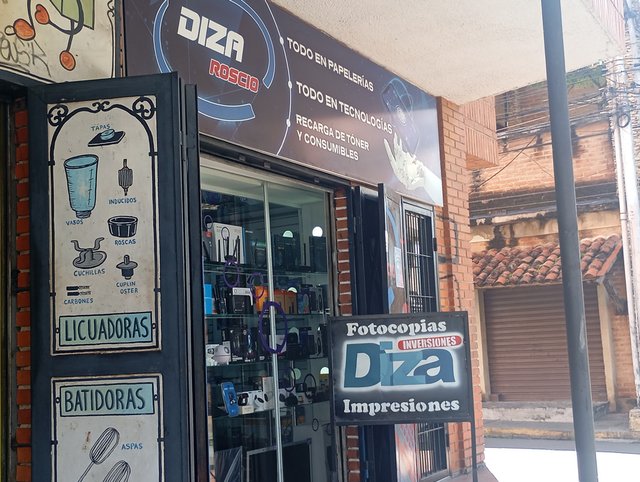 DIZA
ROSCIO
TODO EN PAPELERÍAS
TODO EN TECNOLOGÍAS
RECARGA DE TÓNER
Y CONSUMIBLES
TAPAS
VASOS
INDUCIDOS
ROSCAS
CUCHILLAS
CUPLIN
OSTER
CARBONES
LICUADORAS
BATIDORAS
ASPAS
Fotocopias
INVERSIONES
Diza
Impresiones